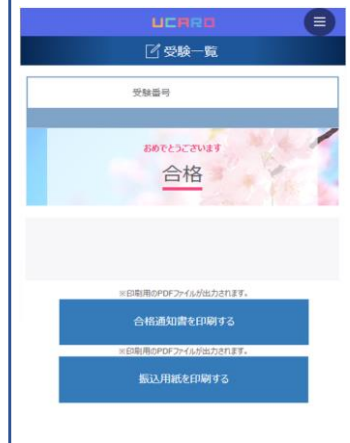 UCARO
受験一覧
受験番号
おめでとうございます
合格
※印刷用のPDFファイルが出力されます。
合格通知書を印刷する
※印刷用のPDFファイルが出力されます。
振込用紙を印刷する